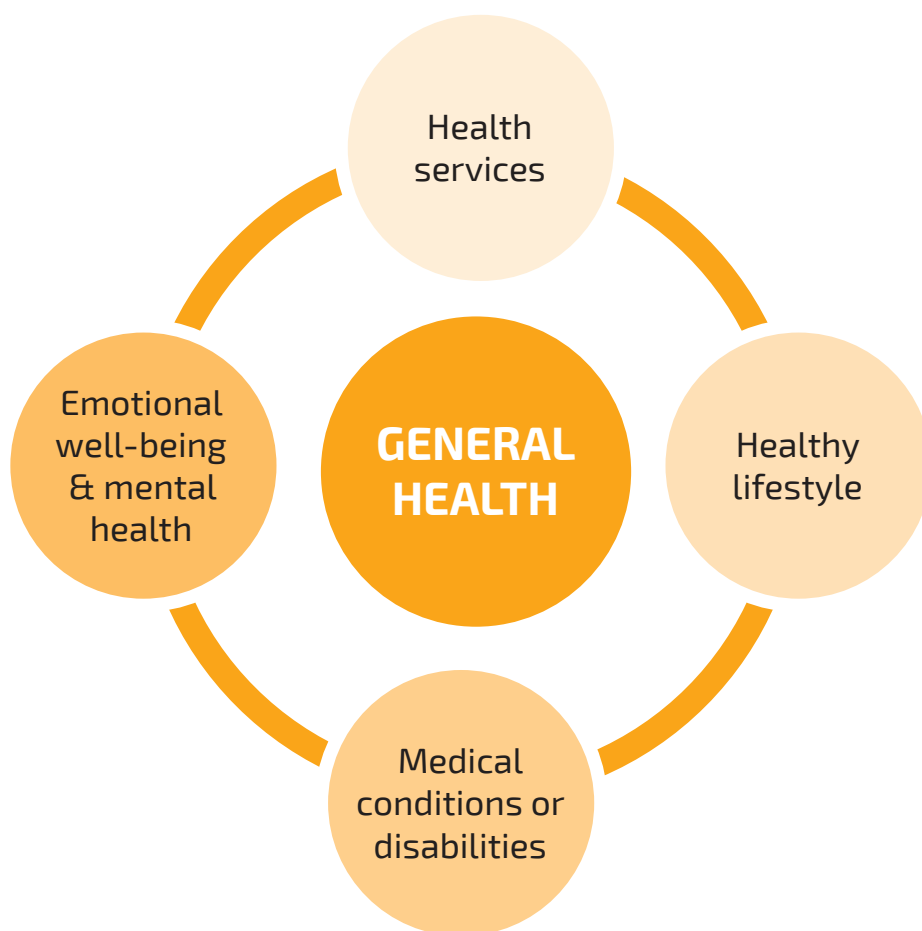 Health
services
Emotional
well-being
& mental
health
GENERAL
HEALTH
Healthy
lifestyle
Medical
conditions or
disabilities